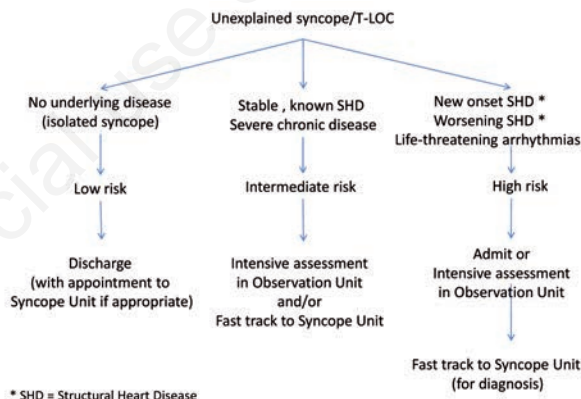 Unexplained syncope/T-LOC
No underlying disease
(isolated syncope)
Low risk
Discharge
(with appointment to
Syncope Unit if appropriate)
Stable , known SHD
Severe chronic disease
Intermediate risk
Intensive assessment
in Observation Unit
and/or
Fast track to Syncope Unit
New onset SHD *
Worsening SHD *
Life-threatening arrhythmias
High risk
Admit or
Intensive assessment
in Observation Unit
Fast track to Syncope Unit
(for diagnosis)
* SHD = Structural Heart Disease